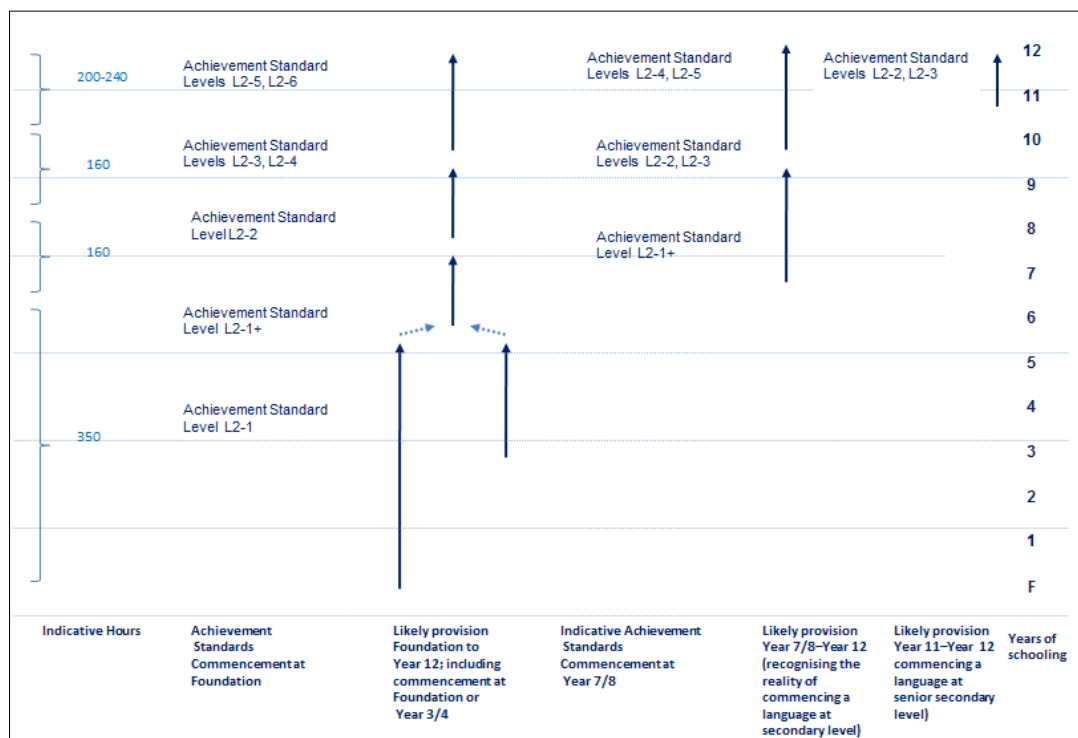 12
Achievement Standard
Levels L2-5, L2-6
Achievement Standard
Levels L2-4, L2-5
Achievement Standard
Levels L2-2, L2-3
200-240
11
10
Achievement Standard
Levels L2-3, L2-4
Achievement Standard
Levels L2-2, L2-3
160
9
Achievement Standard
Level L2-2
8
Achievement Standard
Level L2-1+
160
7
Achievement Standard
Level L2-1+
6
5
Achievement Standard
Level L2-1
4
350
3
2
1
F
Indicative Hours
Achievement
Standards
Commencement at
Foundation
Likely provision
Foundation to
Year 12; including
commencement at
Foundation or
Year 3/4
Indicative Achievement
Standards
Commencement at
Year 7/8
Likely provision
Year 7/8–Year 12
(recognising the
reality of
commencing a
language at
secondary level)
Likely provision
Year 11–Year 12
commencing a
language at
senior secondary
level)
Years of
schooling